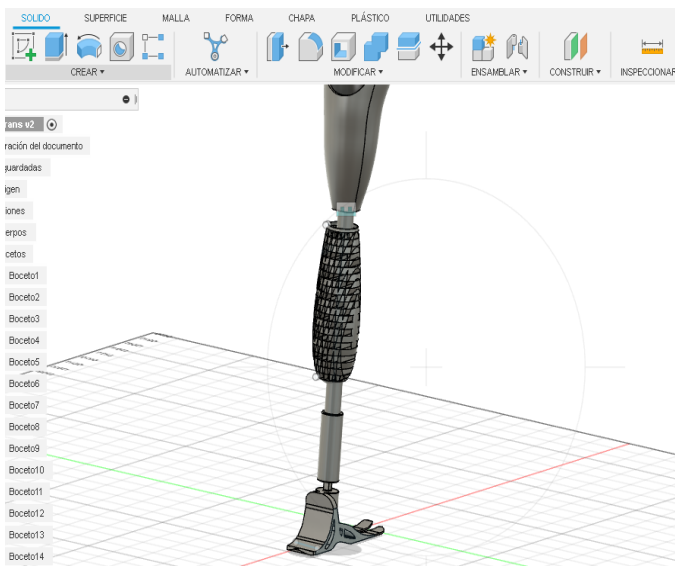 SOLIDO SUPERFICIE MALLA FORMA CHAPA PLÁSTICO UTILIDADES
CREAR ▾ AUTOMATIZAR ▾ MODIFICAR ▾ ENSAMBLAR ▾ CONSTRUIR ▾ INSPECCIONAR
rans v2
ración del documento
guardadas
igen
iones
erpos
cetos
Boceto1
Boceto2
Boceto3
Boceto4
Boceto5
Boceto6
Boceto7
Boceto8
Boceto9
Boceto10
Boceto11
Boceto12
Boceto13
Boceto14